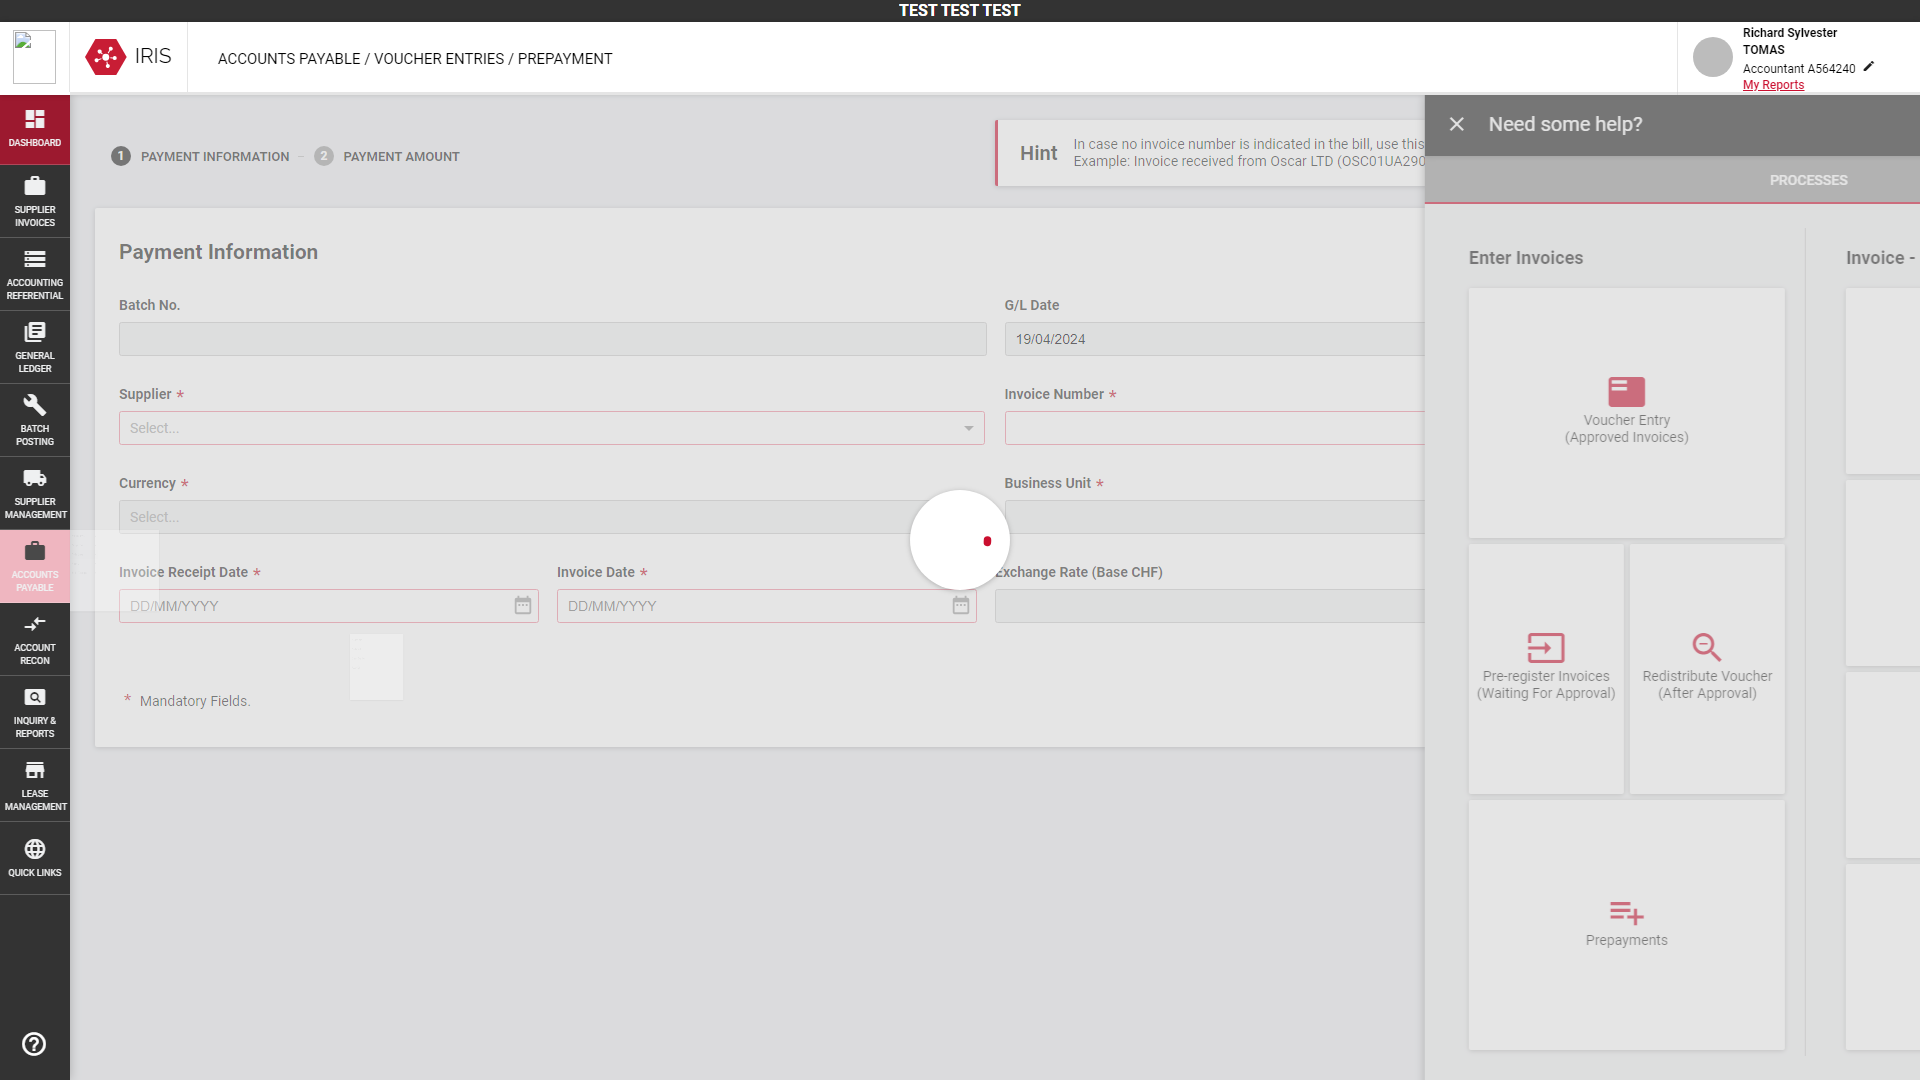 TEST TEST TEST
IRIS
ACCOUNTS PAYABLE / VOUCHER ENTRIES / PREPAYMENT
Richard Sylvester
TOMAS
Accountant A564240
My Reports
DASHBOARD
SUPPLIER
INVOICES
ACCOUNTING
REFERENTIAL
GENERAL
LEDGER
BATCH
POSTING
SUPPLIER
MANAGEMENT
ACCOUNTS
PAYABLE
ACCOUNT
RECON
INQUIRY &
REPORTS
LEASE
MANAGEMENT
QUICK LINKS
1 PAYMENT INFORMATION
2 PAYMENT AMOUNT
Hint
In case no invoice number is indicated in the bill, use this
Example: Invoice received from Oscar LTD (OSC01UA290
Payment Information
Batch No.
G/L Date
19/04/2024
Supplier *
Select...
Invoice Number *
Currency *
Select...
Business Unit *
Invoice Receipt Date *
DD/MM/YYYY
Invoice Date *
DD/MM/YYYY
Exchange Rate (Base CHF)
* Mandatory Fields.
Need some help?
PROCESSES
Enter Invoices
Invoice -
Voucher Entry
(Approved Invoices)
Pre-register Invoices
(Waiting For Approval)
Redistribute Voucher
(After Approval)
Prepayments